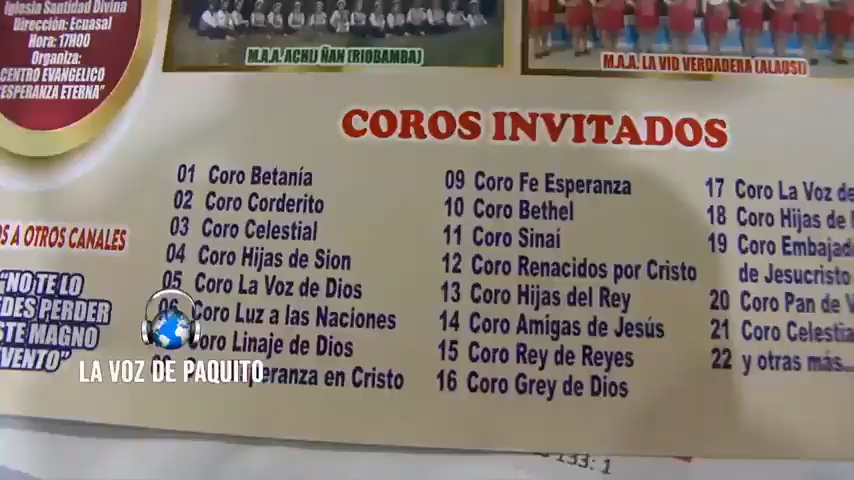 Iglesia Santidad Divina
Dirección: Ecuasal
Hora: 17H00
Organiza:
CENTRO EVANGELICO
"ESPERANZA ETERNA"
M.A.A. ACHIJ ÑAN (RIOBAMBA)
M.A.A. LA VID VERDADERA (ALAUSI)
COROS INVITADOS
01 Coro Betanía
02 Coro Corderito
03 Coro Celestial
04 Coro Hijas de Sion
05 Coro La Voz de Dios
06 Coro Luz a las Naciones
Coro Linaje de Dios
en Cristo
09 Coro Fe Esperanza
10 Coro Bethel
11 Coro Sinaí
12 Coro Renacidos por Cristo
13 Coro Hijas del Rey
14 Coro Amigas de Jesús
15 Coro Rey de Reyes
16 Coro Grey de Dios
17 Coro La Voz de
18 Coro Hijas de
19 Coro Embajad
de Jesucristo
20 Coro Pan de V
21 Coro Celestia
22 y otras más...
S A OTROS CANALES
"NO TE LO
EDES PERDER
STE MAGNO
VENTO"
LA VOZ DE PAQUITO
133: 1